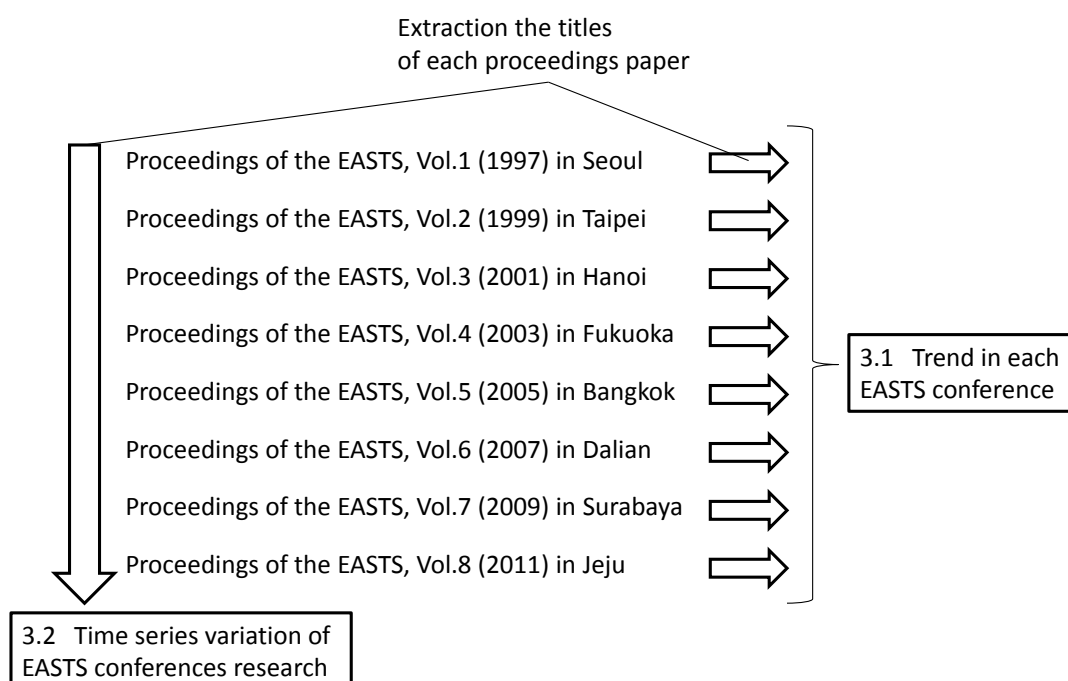 Extraction the titles
of each proceedings paper
Proceedings of the EASTS, Vol.1 (1997) in Seoul
Proceedings of the EASTS, Vol.2 (1999) in Taipei
Proceedings of the EASTS, Vol.3 (2001) in Hanoi
Proceedings of the EASTS, Vol.4 (2003) in Fukuoka
Proceedings of the EASTS, Vol.5 (2005) in Bangkok
Proceedings of the EASTS, Vol.6 (2007) in Dalian
Proceedings of the EASTS, Vol.7 (2009) in Surabaya
Proceedings of the EASTS, Vol.8 (2011) in Jeju
3.1 Trend in each
EASTS conference
3.2 Time series variation of
EASTS conferences research